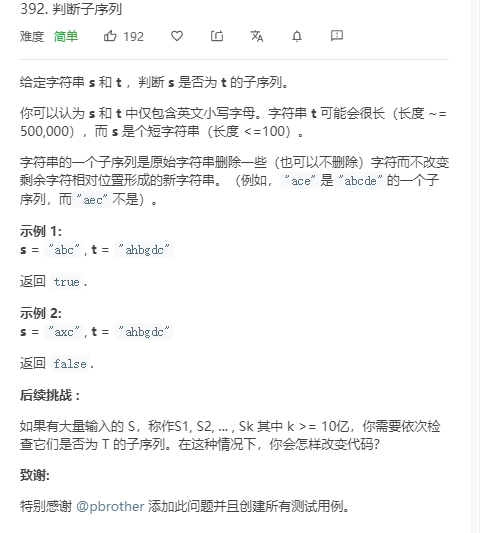 392. 判断子序列
难度 简单 192
给定字符串 s 和 t ，判断 s 是否为 t 的子序列。
你可以认为 s 和 t 中仅包含英文小写字母。字符串 t 可能会很长（长度 ~=
500,000），而 s 是个短字符串（长度 <=100）。
字符串的一个子序列是原始字符串删除一些（也可以不删除）字符而不改变
剩余字符相对位置形成的新字符串。（例如，"ace"是"abcde"的一个子
序列，而"aec"不是）。
示例 1:
s = "abc", t = "ahbgdc"
返回 true.
示例 2:
s = "axc", t = "ahbgdc"
返回 false.
后续挑战 :
如果有大量输入的 S，称作S1, S2, ... , Sk 其中 k >= 10亿，你需要依次检
查它们是否为 T 的子序列。在这种情况下，你会怎样改变代码？
致谢:
特别感谢 @pbrother 添加此问题并且创建所有测试用例。